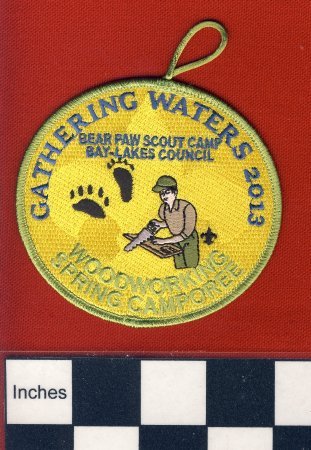 GATHERING WATERS 2013
BEAR PAW SCOUT CAMP
BAY-LAKES COUNCIL
WOODWORKING
SPRING CAMPOREE
Inches